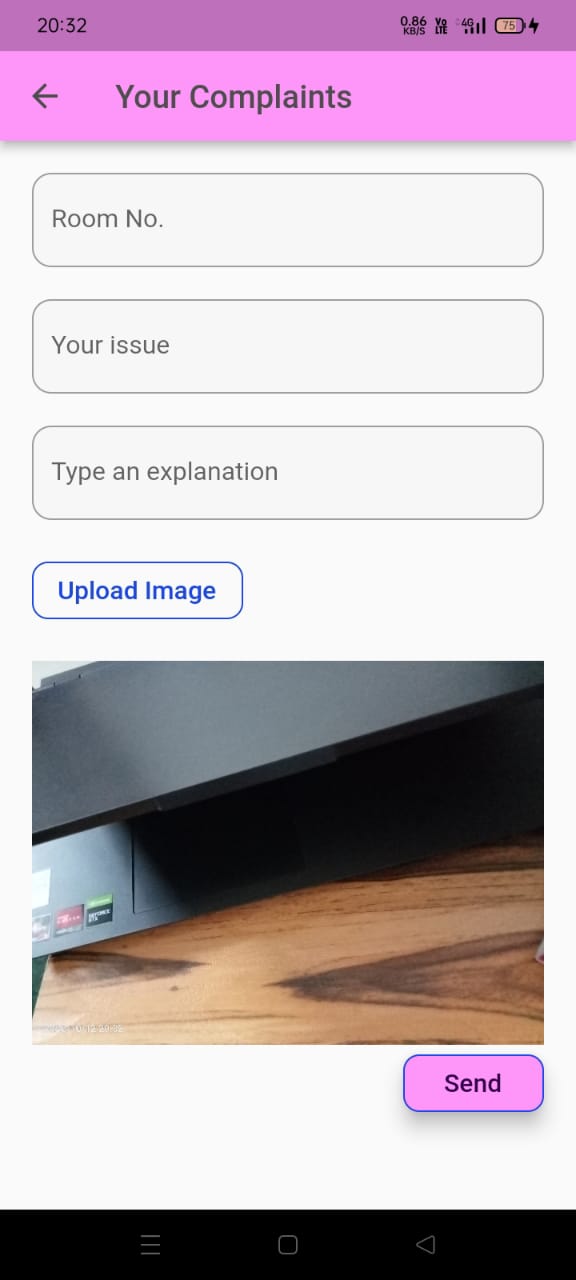 20:32
0.86 KB/S Vo LTE 4G 75
Your Complaints
Room No.
Your issue
Type an explanation
Upload Image
GEFORCE
Send